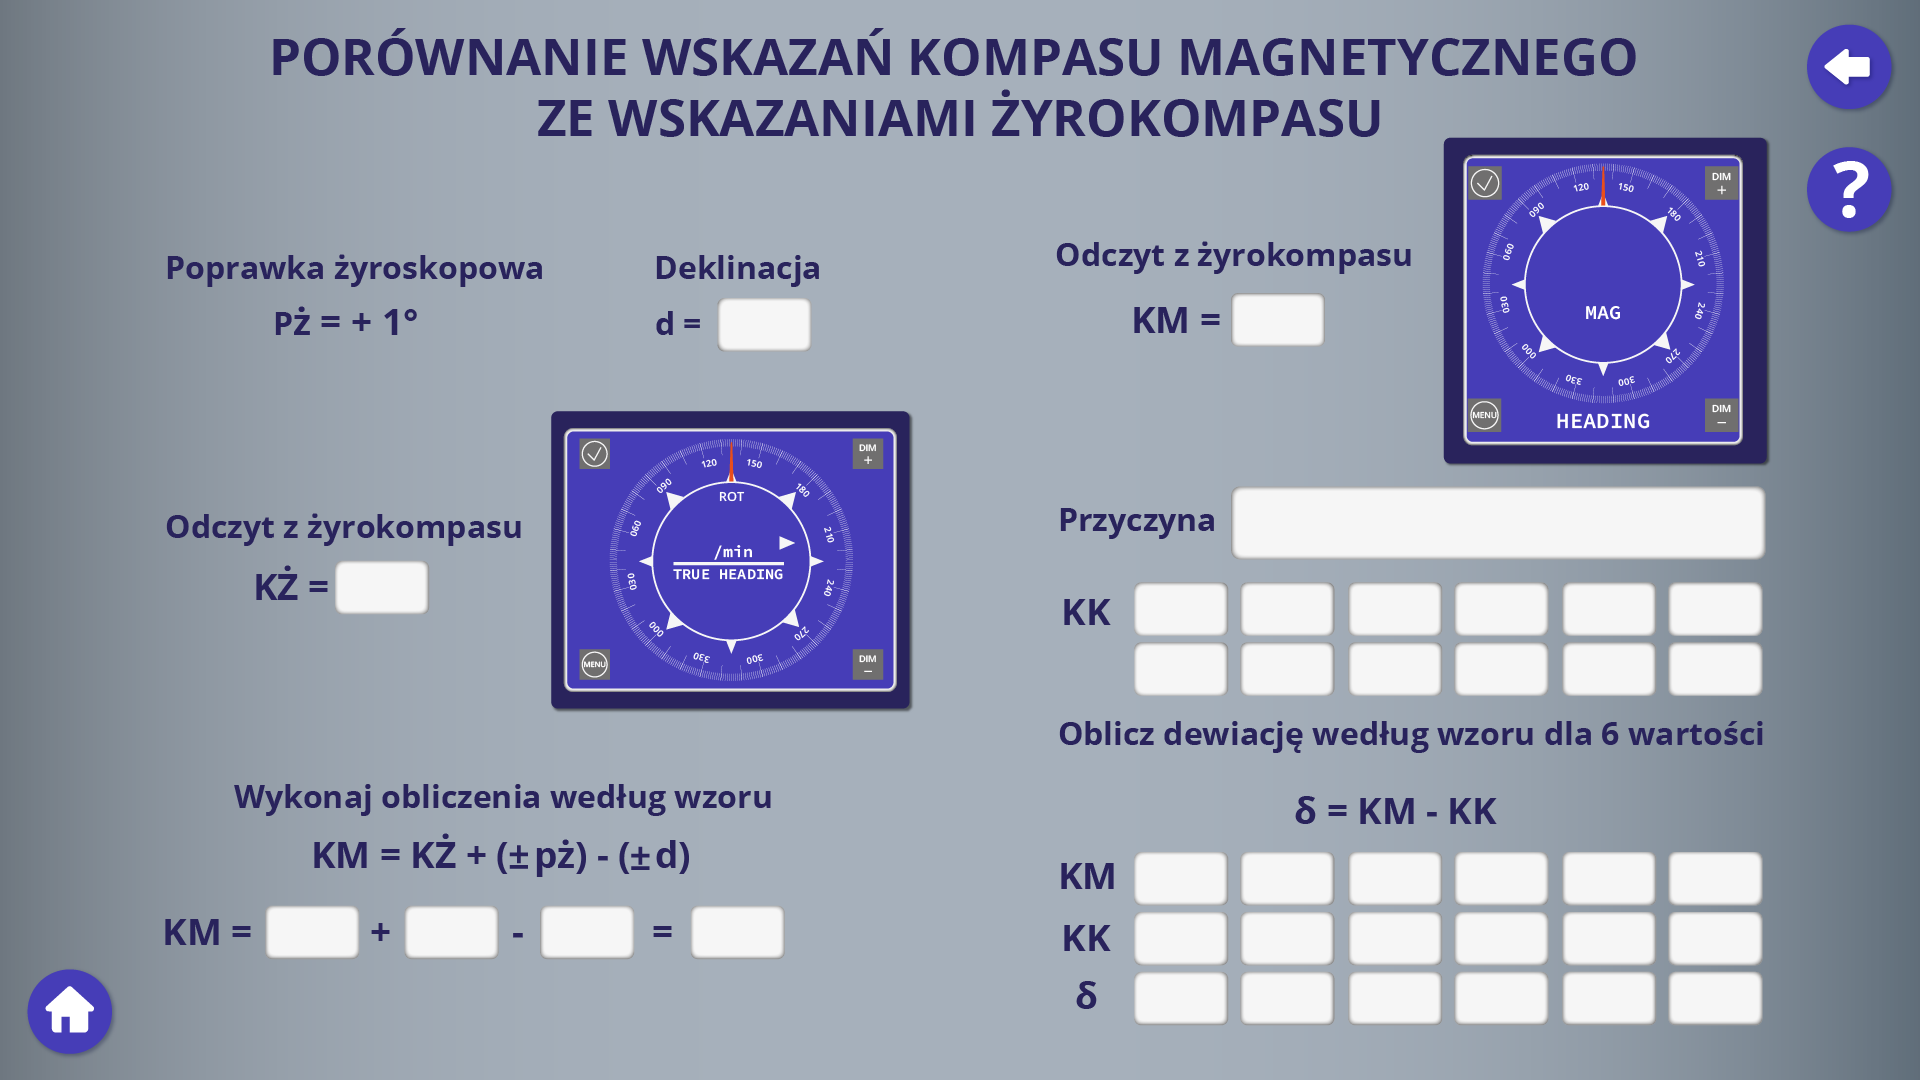 PORÓWNANIE WSKAZAŃ KOMPASU MAGNETYCZNEGO
ZE WSKAZANIAMI ŻYROKOMPASU
?
Poprawka żyroskopowa
Pż = + 1°
Deklinacja
d =
Odczyt z żyrokompasu
KM =
DIM
+
000
030
060
090
120
150
180
210
240
270
300
330
MAG
HEADING
MENU
DIM
–
Odczyt z żyrokompasu
KŻ =
DIM
+
000
030
060
090
120
150
180
210
240
270
300
330
ROT
/min
TRUE HEADING
MENU
DIM
–
Przyczyna
KK
Oblicz dewiację według wzoru dla 6 wartości
δ = KM - KK
KM
KK
δ
Wykonaj obliczenia według wzoru
KM = KŻ + (± pż) - (± d)
KM = + - =